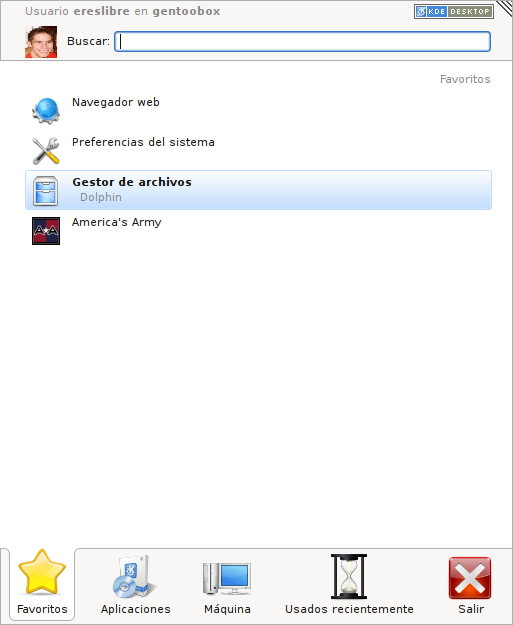 Usuario ereslibre en gentoobox
KDE DESKTOP
Buscar:
Favoritos
Navegador web
Preferencias del sistema
Gestor de archivos
Dolphin
America's Army
Favoritos
Aplicaciones
Máquina
Usados recientemente
Salir